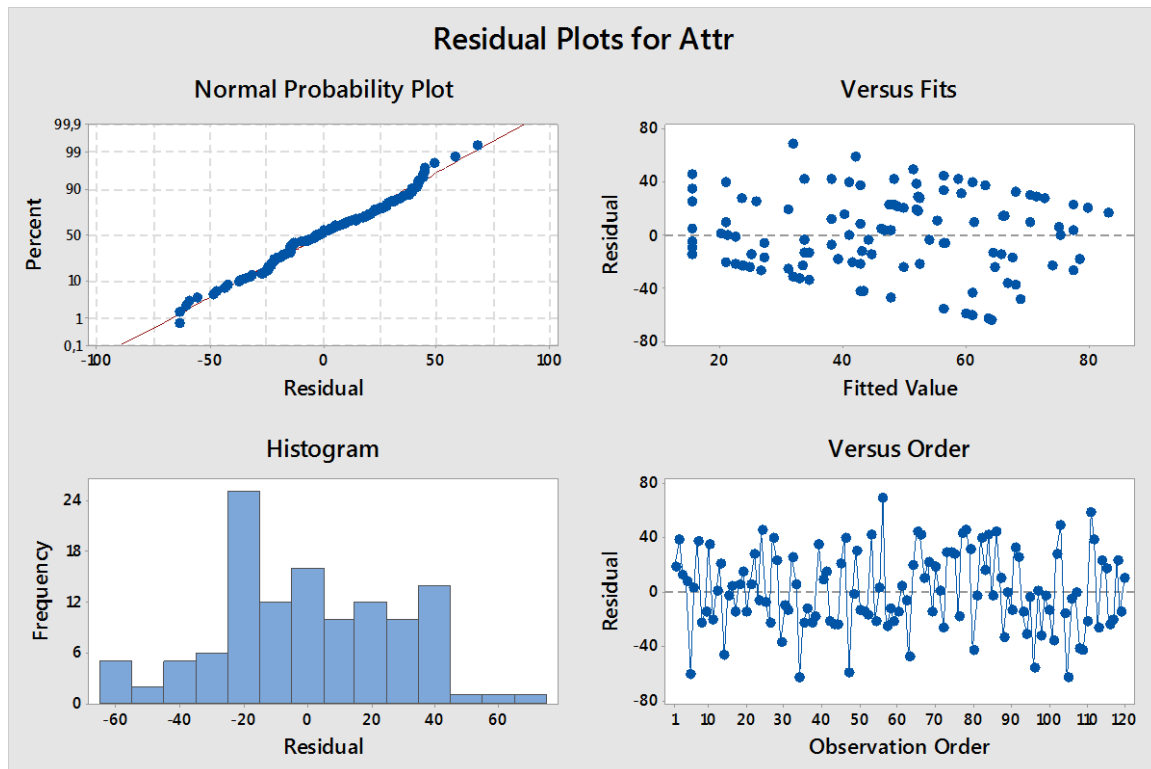 Residual Plots for Attr
Normal Probability Plot
99,9
99
90
50
10
1
0,1
Percent
-100 -50 0 50 100
Residual
Versus Fits
80
40
0
-40
-80
Residual
20 40 60 80
Fitted Value
Histogram
24
18
12
6
0
Frequency
-60 -40 -20 0 20 40 60
Residual
Versus Order
80
40
0
-40
-80
Residual
1 10 20 30 40 50 60 70 80 90 100 110 120
Observation Order